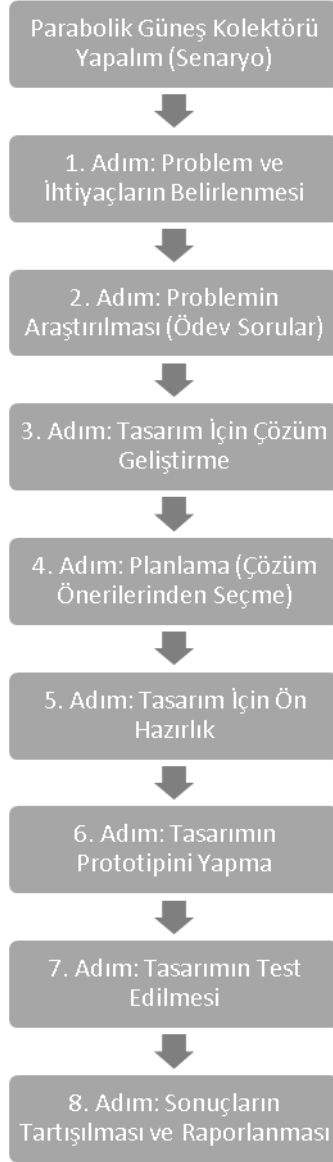 Parabolik Güneş Kolektörü
Yapalım (Senaryo)
1. Adım: Problem ve
İhtiyaçların Belirlenmesi
2. Adım: Problemin
Araştırılması (Ödev Sorular)
3. Adım: Tasarım İçin Çözüm
Geliştirme
4. Adım: Planlama (Çözüm
Önerilerinden Seçme)
5. Adım: Tasarım İçin Ön
Hazırlık
6. Adım: Tasarımın
Prototipini Yapma
7. Adım: Tasarımın Test
Edilmesi
8. Adım: Sonuçların
Tartışılması ve Raporlanması